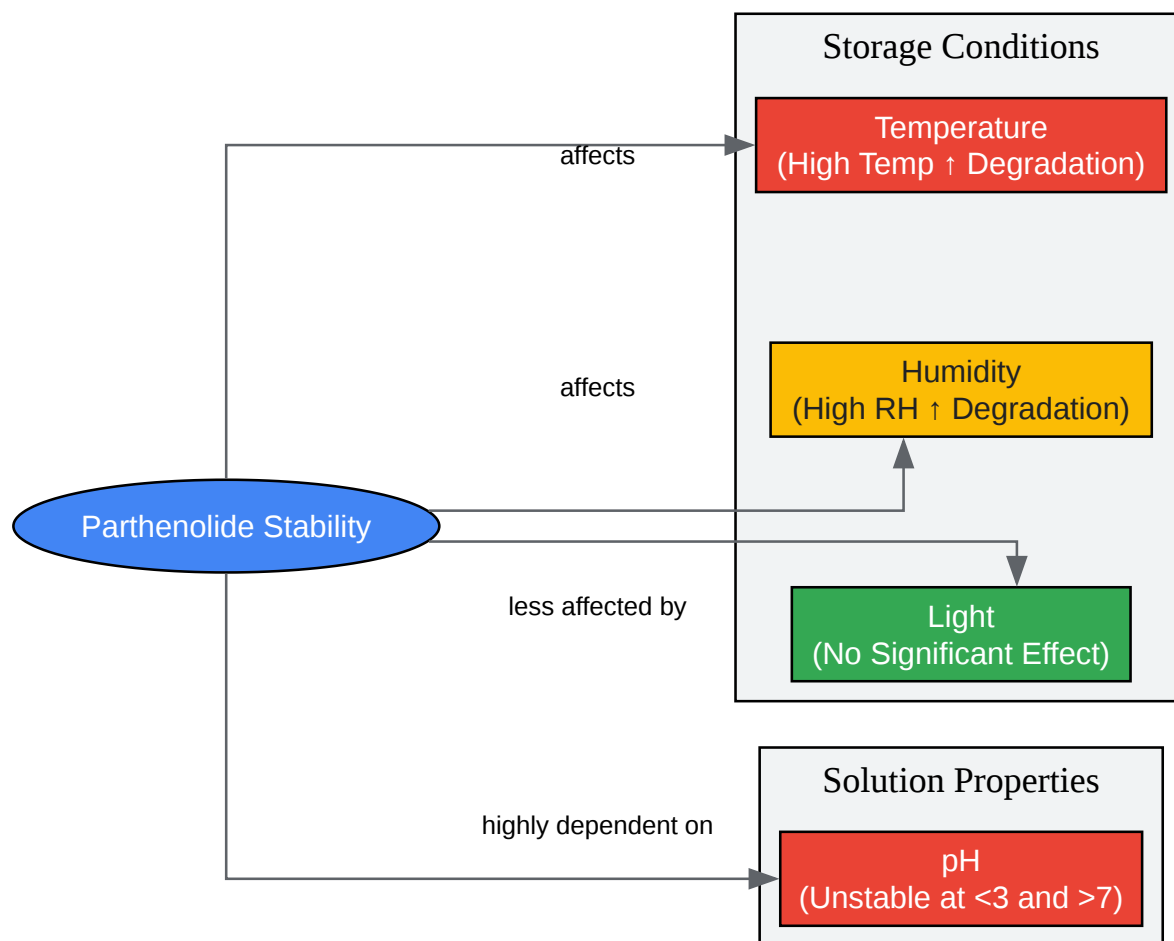 Storage Conditions
Temperature
(High Temp ↑ Degradation)
affects
Humidity
(High RH ↑ Degradation)
affects
Parthenolide Stability
less affected by
Light
(No Significant Effect)
Solution Properties
highly dependent on
pH
(Unstable at <3 and >7)